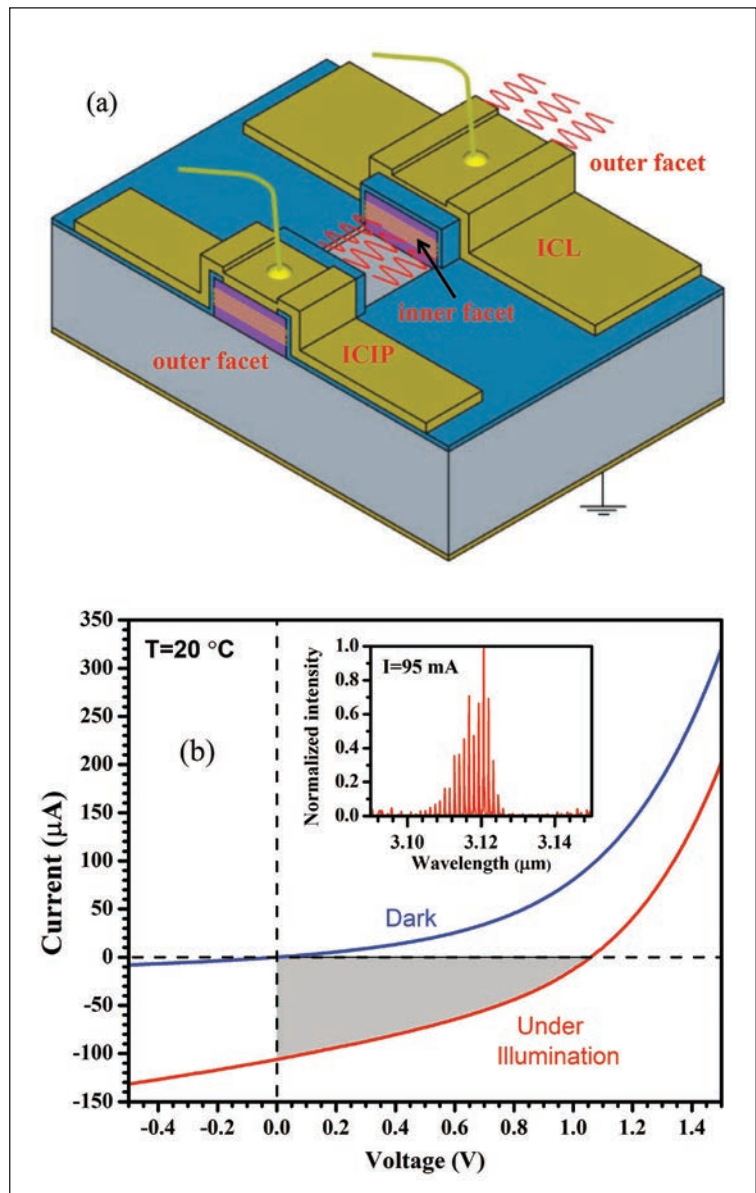 (a)
outer facet
ICL
inner facet
ICIP
outer facet
350
300
250
200
150
100
50
0
-50
-100
-150
Current (µA)
T=20 °C
(b)
I=95 mA
1.0
0.8
0.6
0.4
0.2
0.0
Normalized intensity
3.10 3.12 3.14
Wavelength (µm)
Dark
Under
Illumination
-0.4 -0.2 0.0 0.2 0.4 0.6 0.8 1.0 1.2 1.4
Voltage (V)